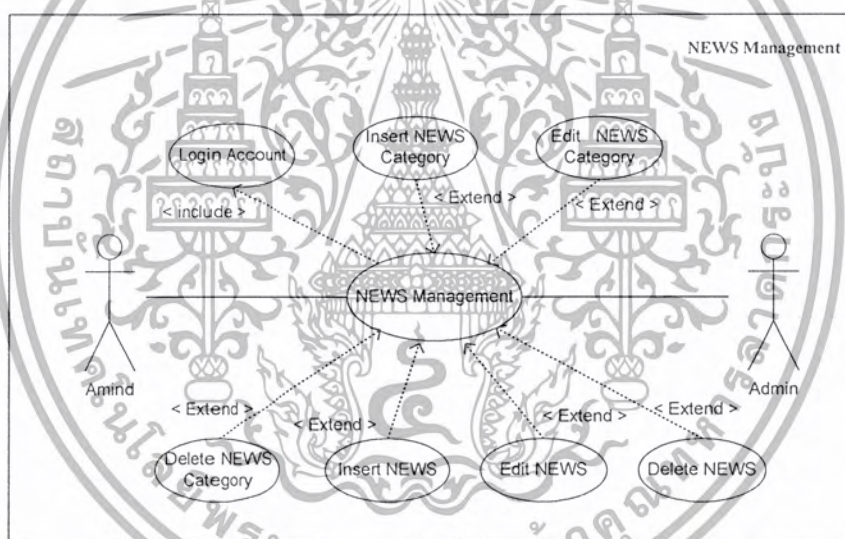 NEWS Management
Login Account
Insert NEWS
Category
Edit NEWS
Category
< include >
< Extend >
< Extend >
NEWS Management
Amind
Admin
< Extend >
< Extend >
< Extend >
< Extend >
Delete NEWS
Category
Insert NEWS
Edit NEWS
Delete NEWS